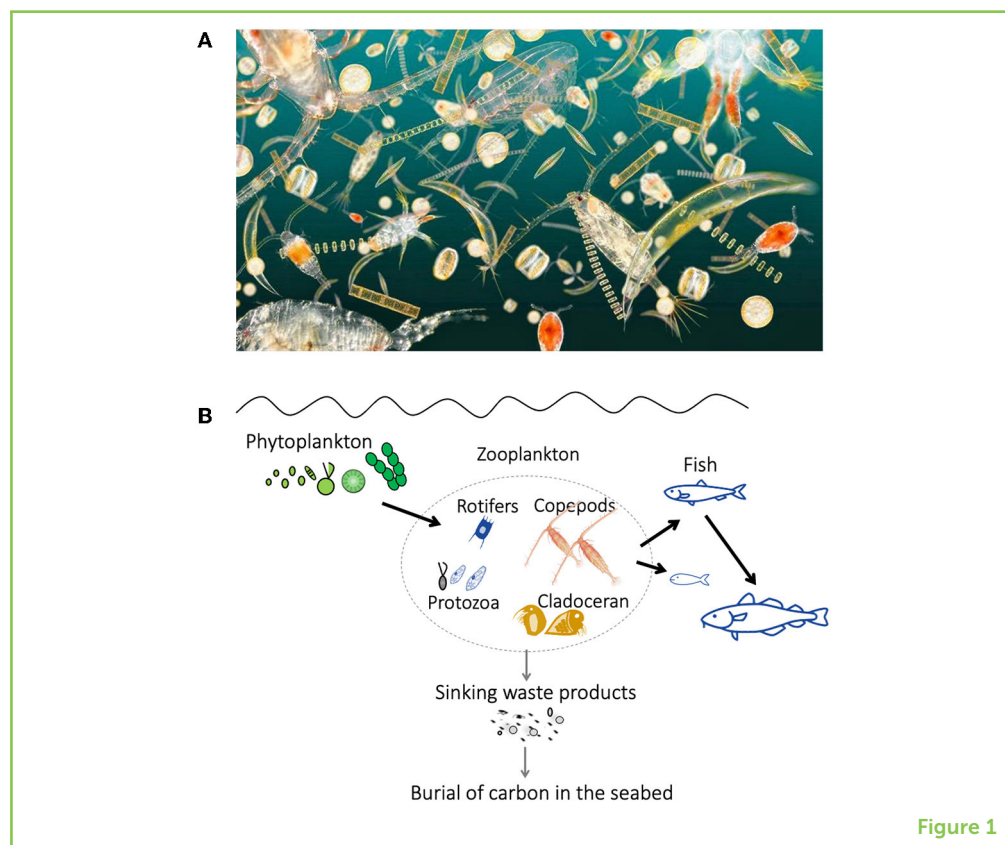 A
B
Phytoplankton
Zooplankton
Fish
Rotifers
Copepods
Protozoa
Cladoceran
Sinking waste products
Burial of carbon in the seabed
Figure 1